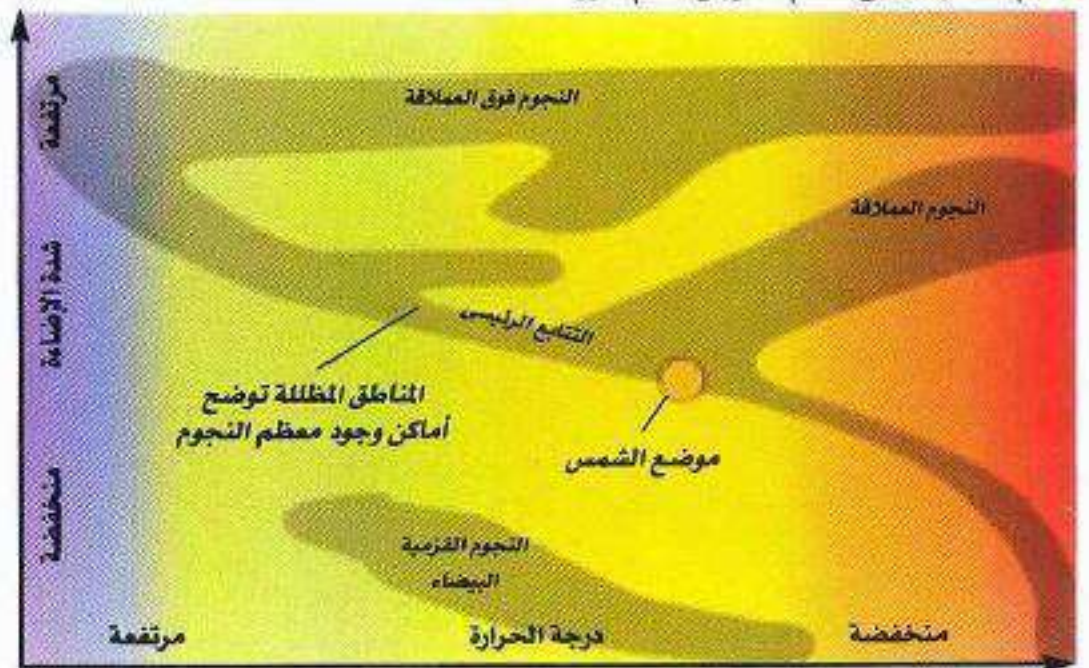 مرتفعة
النجوم فوق العملاقة
النجوم العملاقة
شدة الإضاءة
التتابع الرئيسى
المناطق المظللة توضح
أماكن وجود معظم النجوم
موضع الشمس
منخفضة
النجوم القزمية
البيضاء
مرتفعة
درجة الحرارة
منخفضة